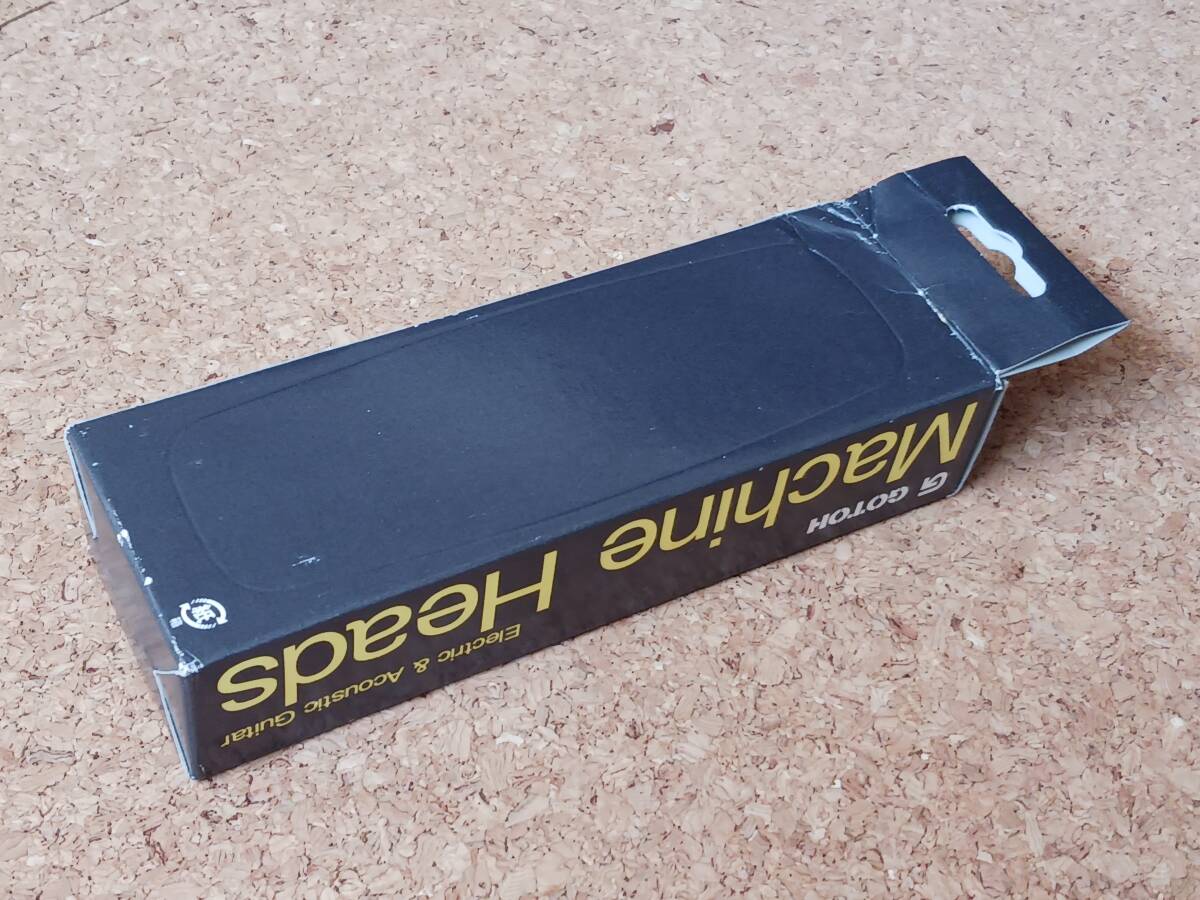 G GOTOH
Machine Heads
Electric & Acoustic Guitar